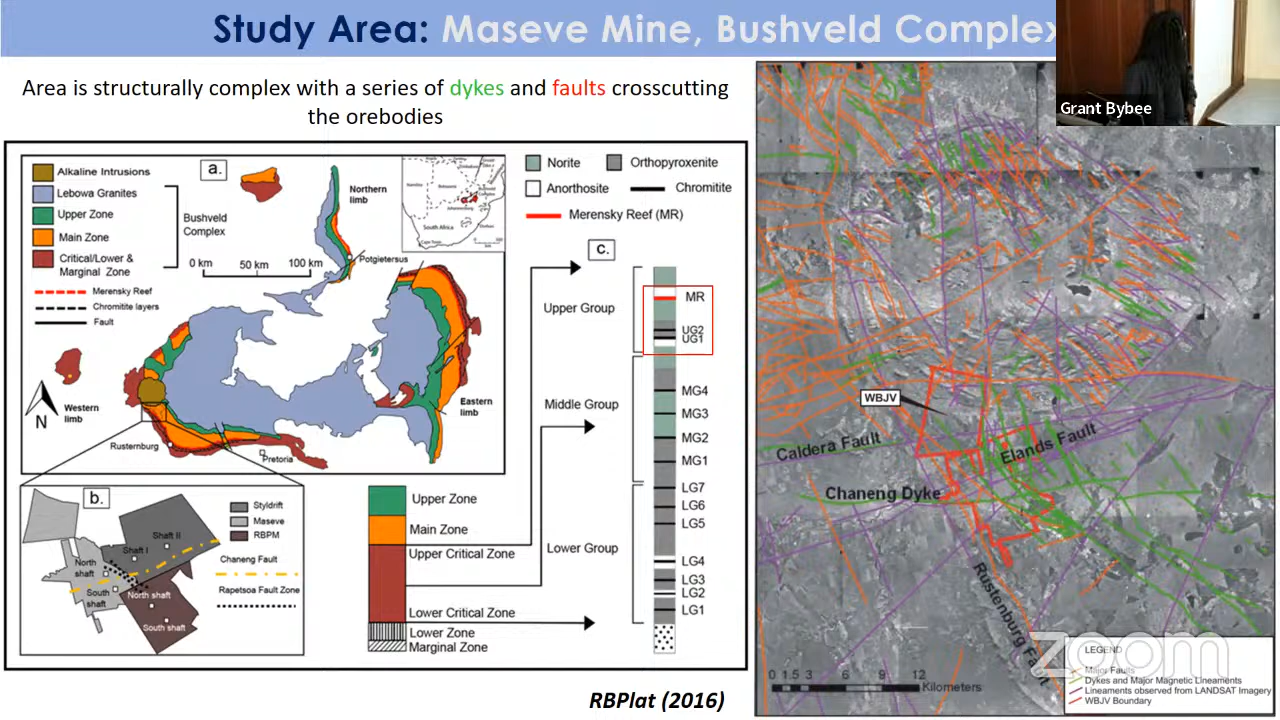 Study Area: Maseve Mine, Bushveld Complex
Grant Bybee
Area is structurally complex with a series of dykes and faults crosscutting
the orebodies
Alkaline Intrusions
Lebowa Granites
Upper Zone
Main Zone
Critical/Lower &
Marginal Zone
Bushveld
Complex
Merensky Reef
Chromitite layers
Fault
a.
0 km
50 km
100 km
Northern
limb
Potgietersus
South Africa
Western
limb
N
Rusternburg
Pretoria
Eastern
limb
Norite
Orthopyroxenite
Anorthosite
Chromitite
Merensky Reef (MR)
c.
Upper Group
MR
UG2
UG1
Middle Group
MG4
MG3
MG2
MG1
Lower Group
LG7
LG6
LG5
LG4
LG3
LG2
LG1
b.
Shaft II
Shaft I
North
shaft
South
shaft
North shaft
South shaft
Styldrift
Maseve
RBPM
Chaneng Fault
Rapetsoa Fault Zone
Upper Zone
Main Zone
Upper Critical Zone
Lower Critical Zone
Lower Zone
Marginal Zone
RBPlat (2016)
WBJV
Caldera Fault
Elands Fault
Chaneng Dyke
Rustenburg Fault
0 1.5 3 6 9 12
Kilometers
zoom
LEGEND
Major Faults
Dykes and Major Magnetic Lineaments
Lineaments observed from LANDSAT Imagery
WBJV Boundary